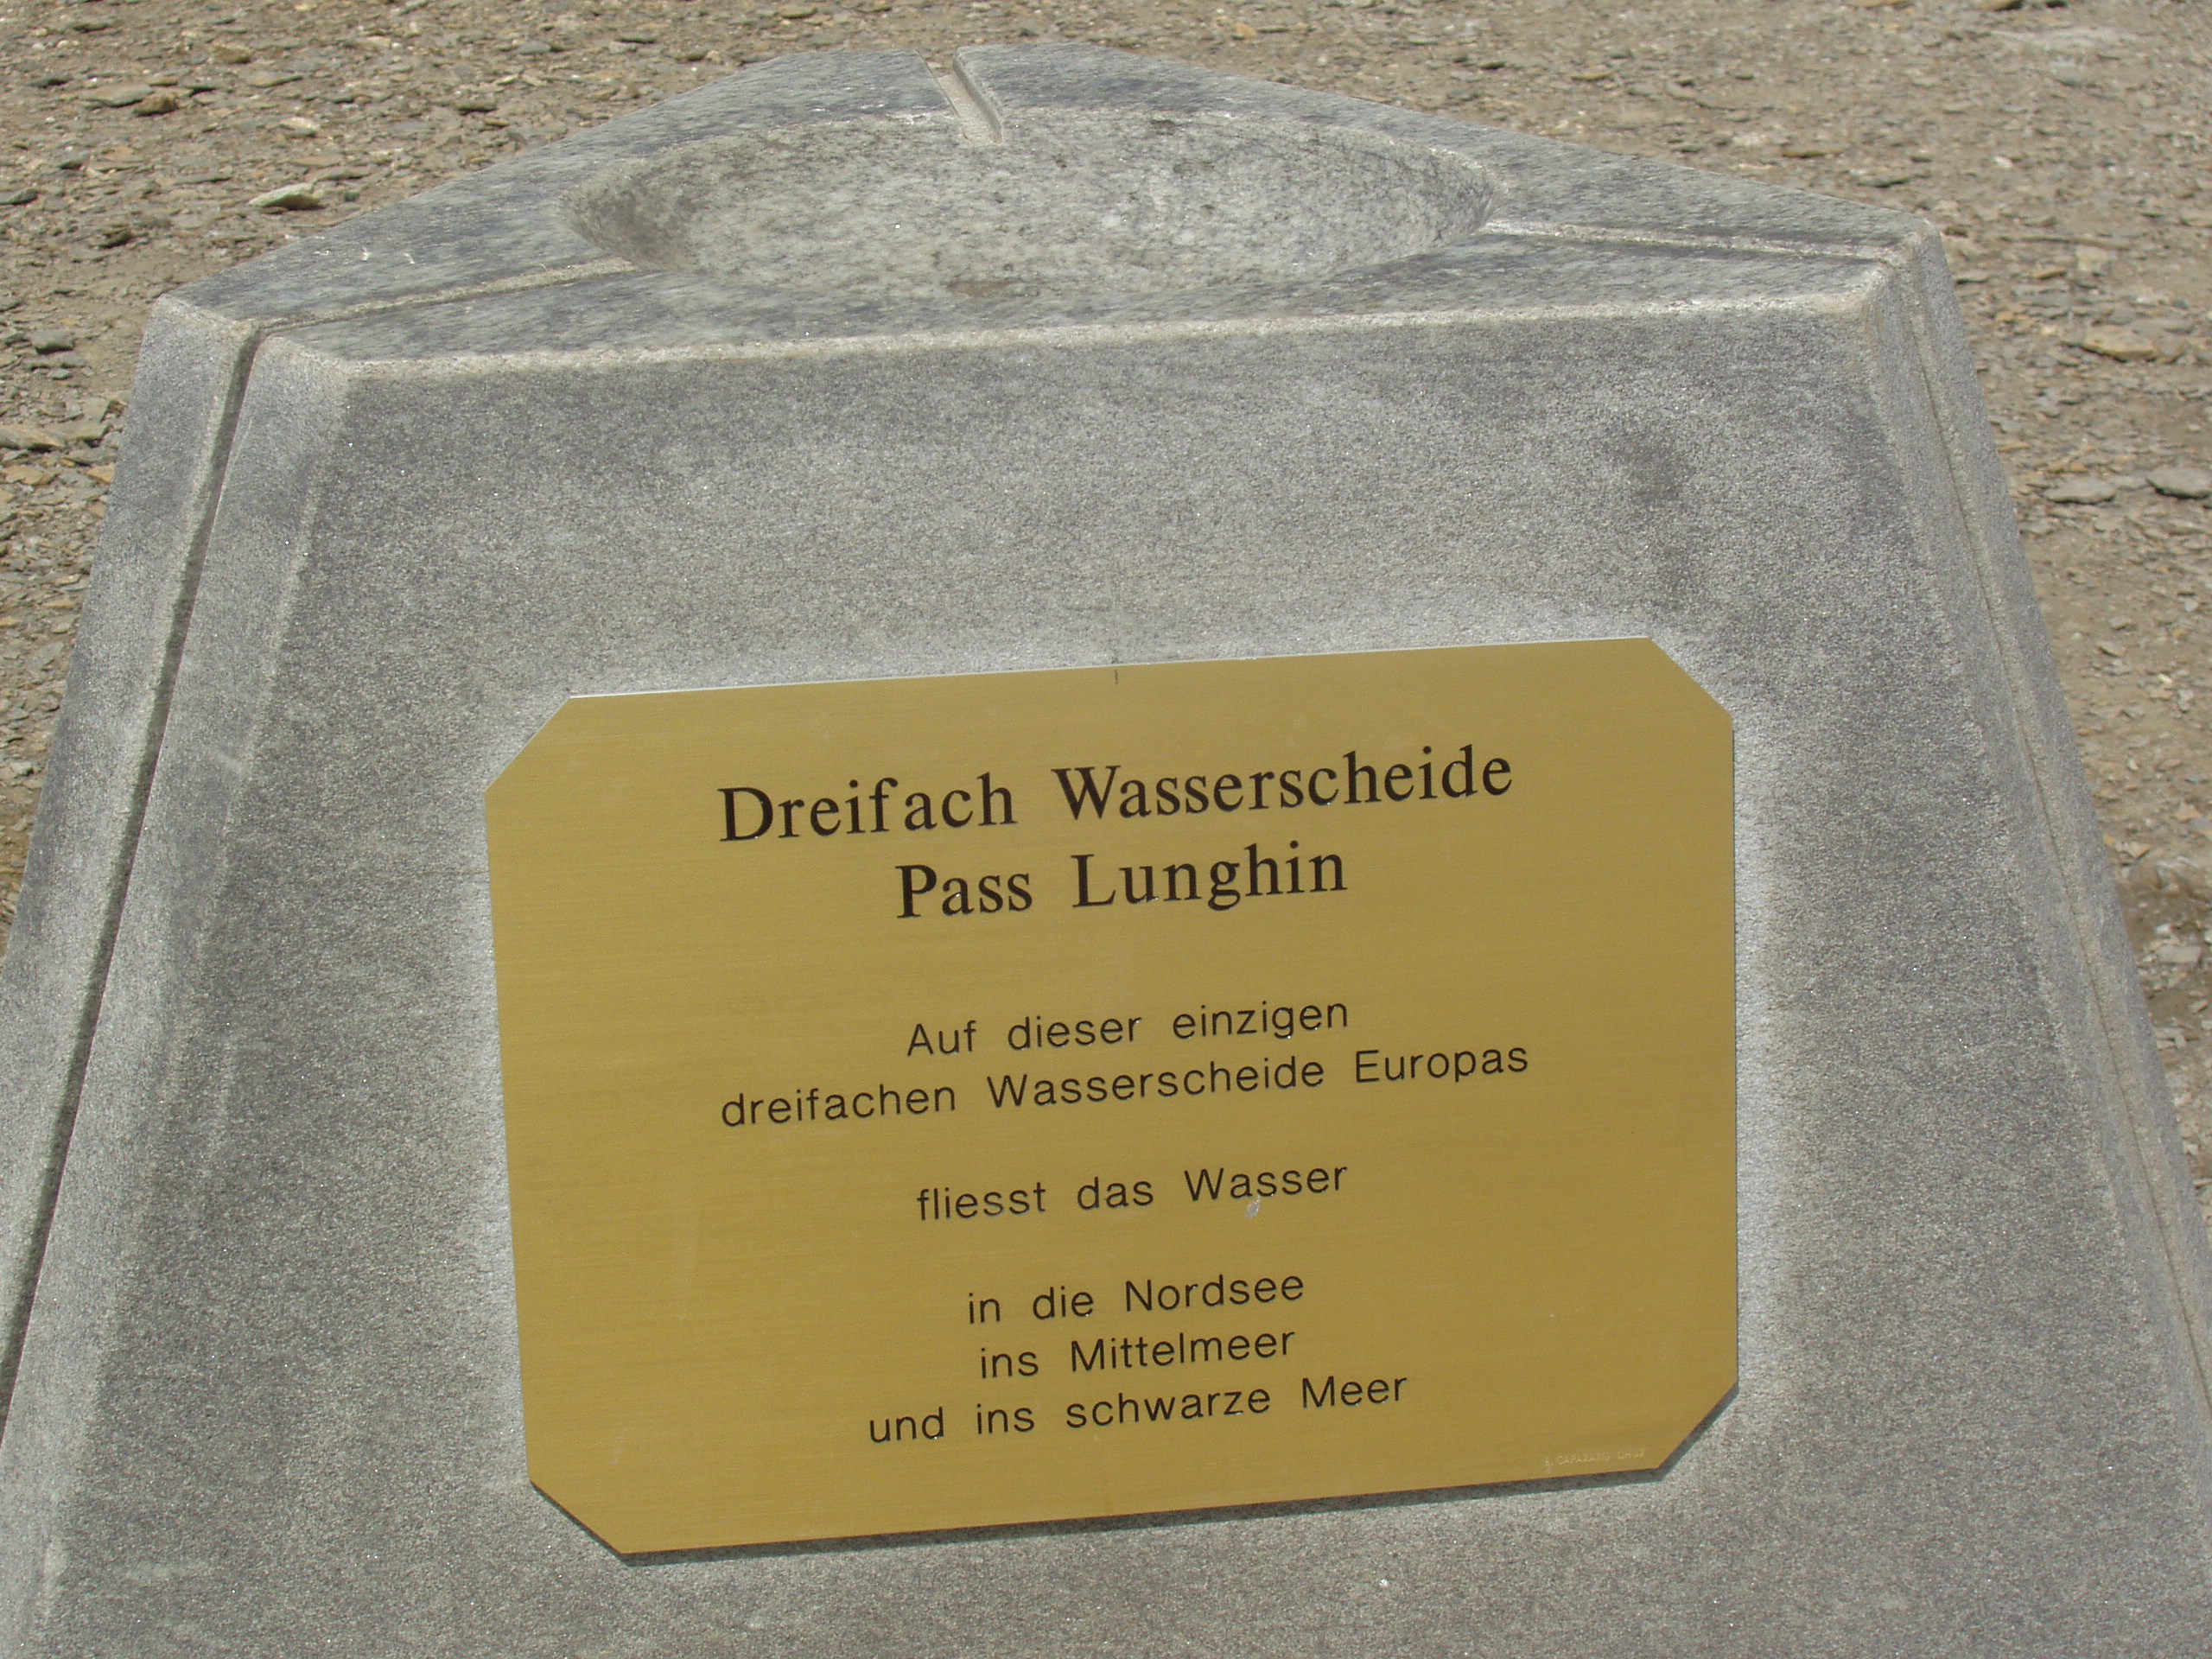 Dreifach Wasserscheide
Pass Lunghin
Auf dieser einzigen
dreifachen Wasserscheide Europas
fliesst das Wasser
in die Nordsee
ins Mittelmeer
und ins schwarze Meer